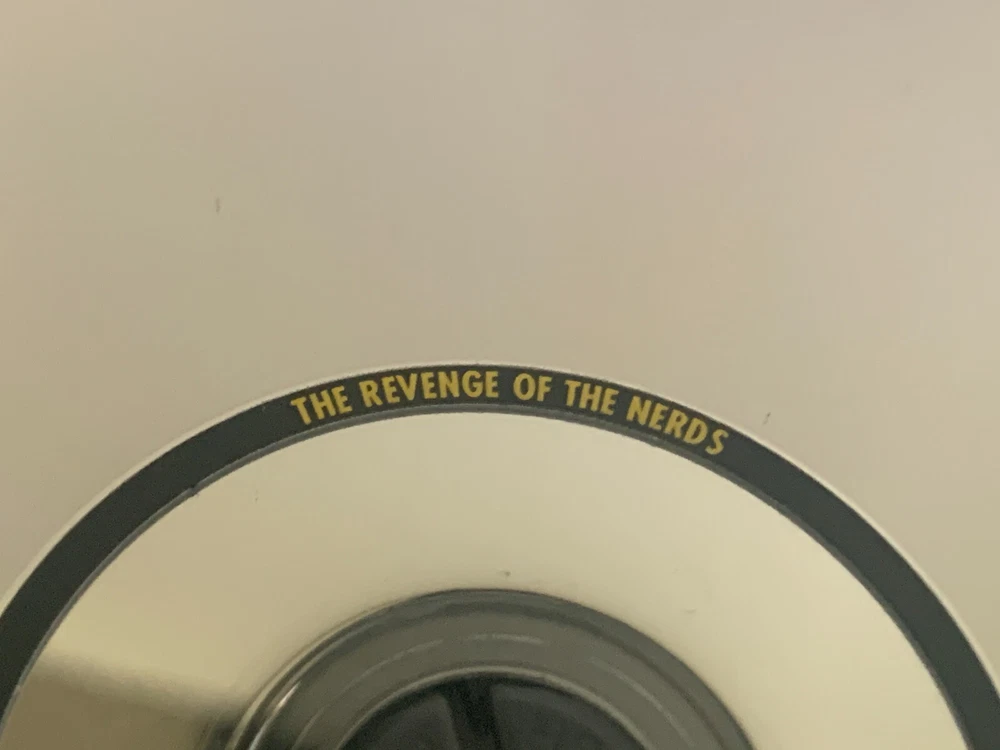 THE REVENGE OF THE NERDS